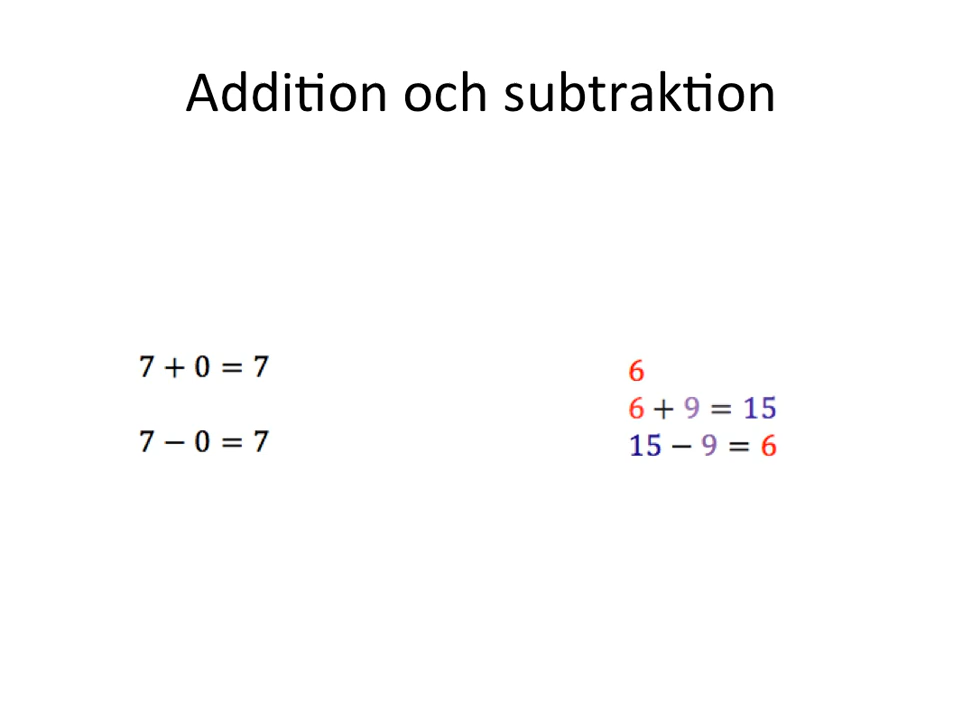 Addition och subtraktion
7 + 0 = 7
7 − 0 = 7
6
6 + 9 = 15
15 − 9 = 6